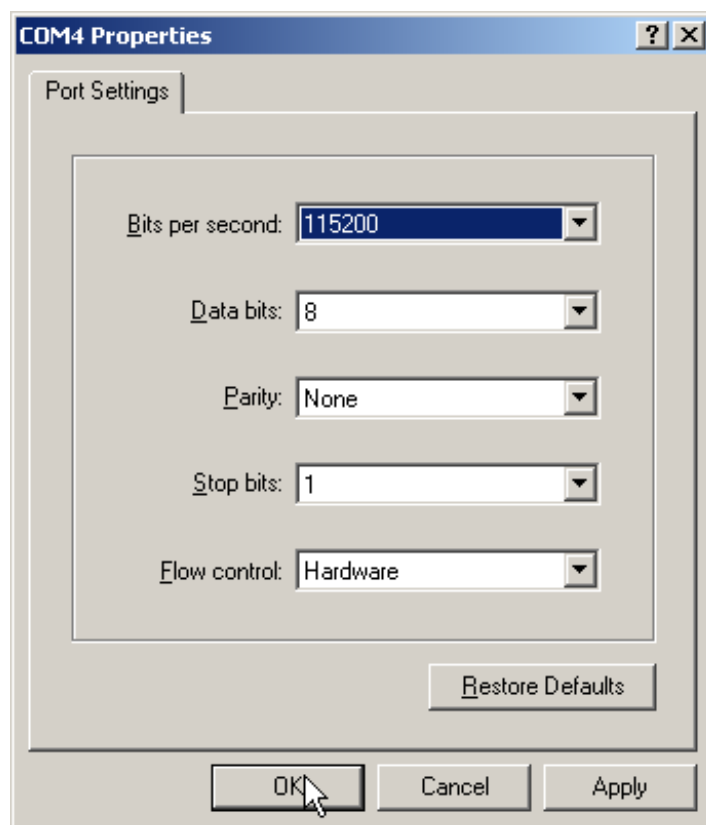 COM4 Properties
Port Settings
Bits per second: 115200
Data bits: 8
Parity: None
Stop bits: 1
Flow control: Hardware
Restore Defaults
OK Cancel Apply